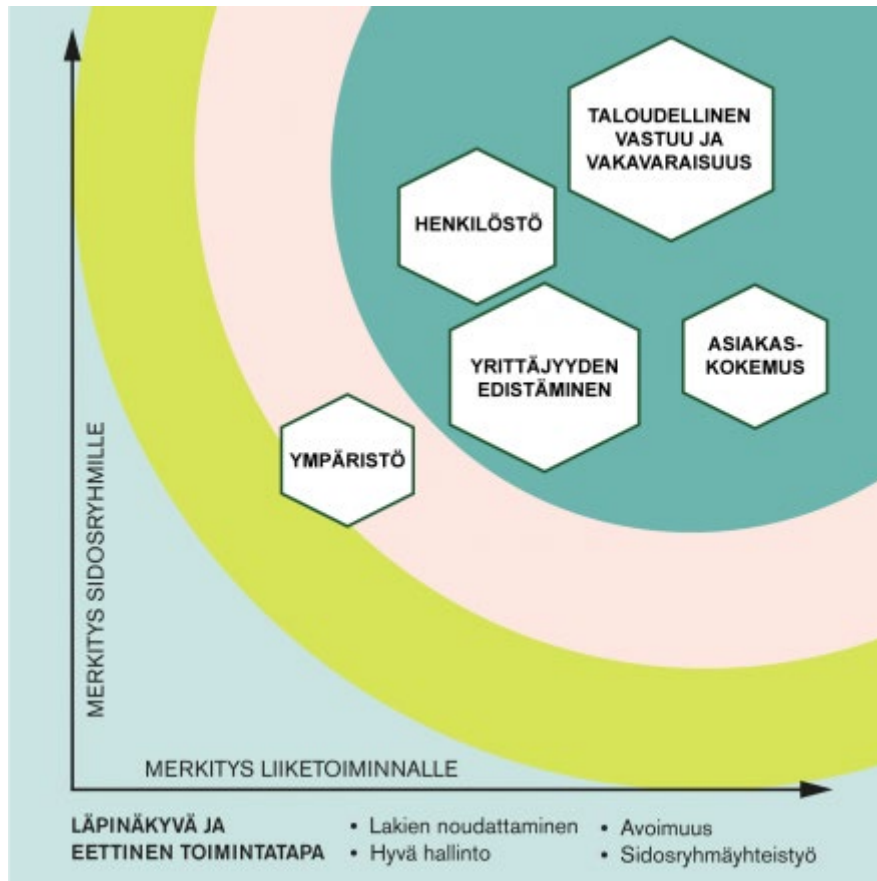 TALOUDELLINEN
VASTUU JA
VAKAVARAISUUS
HENKILÖSTÖ
YRITTÄJYYDEN
EDISTÄMINEN
ASIAKAS-
KOKEMUS
YMPÄRISTÖ
MERKITYS SIDOSRYHMILLE
MERKITYS LIIKETOIMINNALLE
LÄPINÄKYVÄ JA
EETTINEN TOIMINTATAPA
• Lakien noudattaminen
• Hyvä hallinto
• Avoimuus
• Sidosryhmäyhteistyö